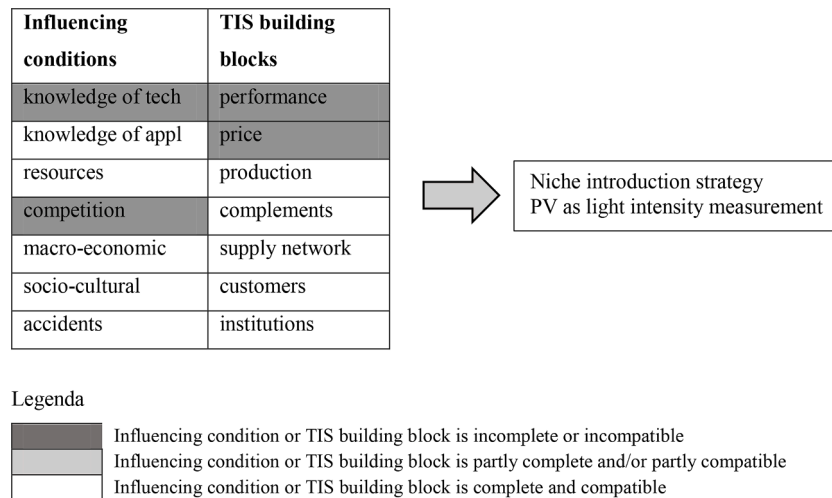 Influencing conditions
TIS building blocks
knowledge of tech
performance
knowledge of appl
price
resources
production
competition
complements
macro-economic
supply network
socio-cultural
customers
accidents
institutions
Niche introduction strategy
PV as light intensity measurement
Legenda
Influencing condition or TIS building block is incomplete or incompatible
Influencing condition or TIS building block is partly complete and/or partly compatible
Influencing condition or TIS building block is complete and compatible